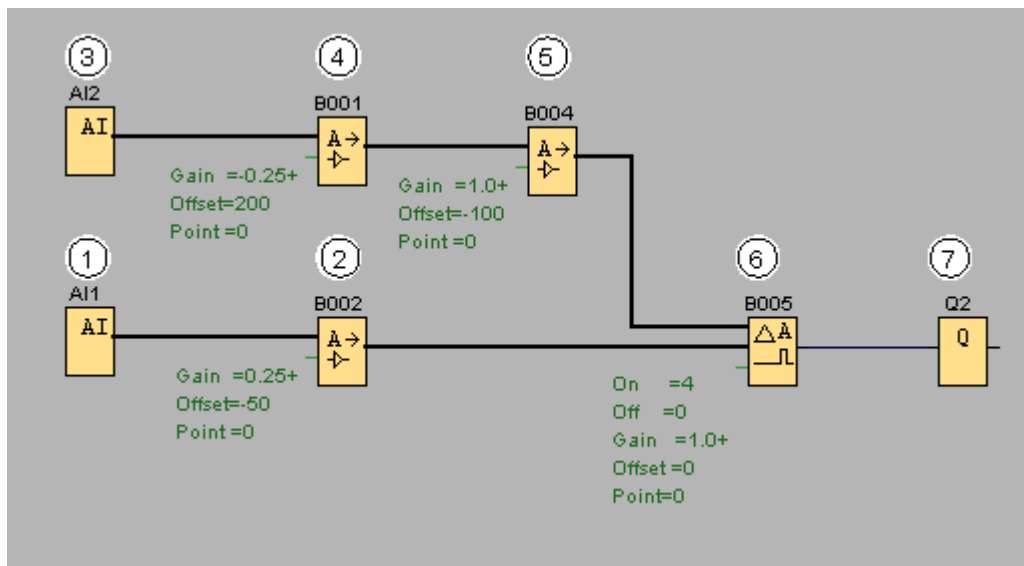 3
AI2
AI
4
B001
A→
Gain =-0.25+
Offset=200
Point =0
5
B004
A→
Gain =1.0+
Offset=-100
Point =0
1
AI1
AI
2
B002
A→
Gain =0.25+
Offset=-50
Point =0
6
B005
△A
On =4
Off =0
Gain =1.0+
Offset =0
Point=0
7
Q2
Q